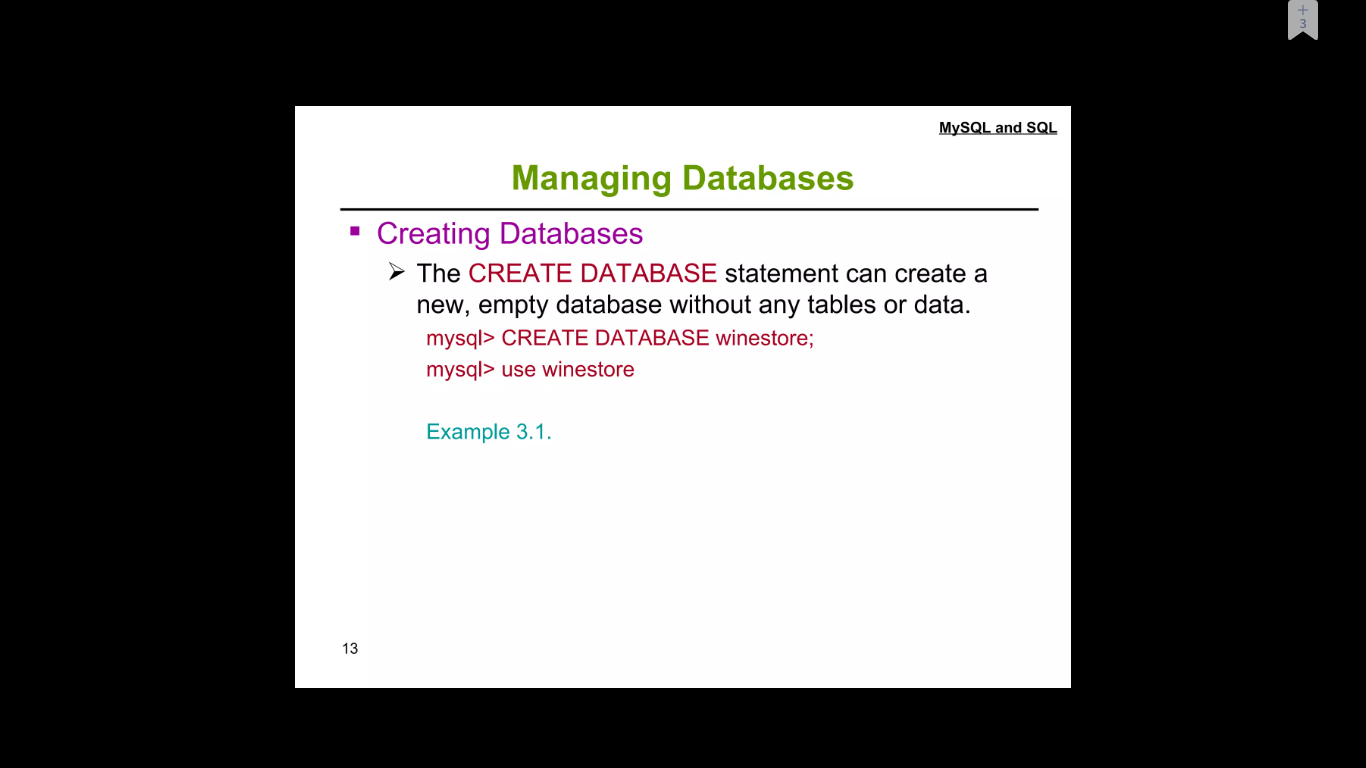 +
3
MySQL and SQL
Managing Databases
▪ Creating Databases
➢ The CREATE DATABASE statement can create a
new, empty database without any tables or data.
mysql> CREATE DATABASE winestore;
mysql> use winestore
Example 3.1.
13